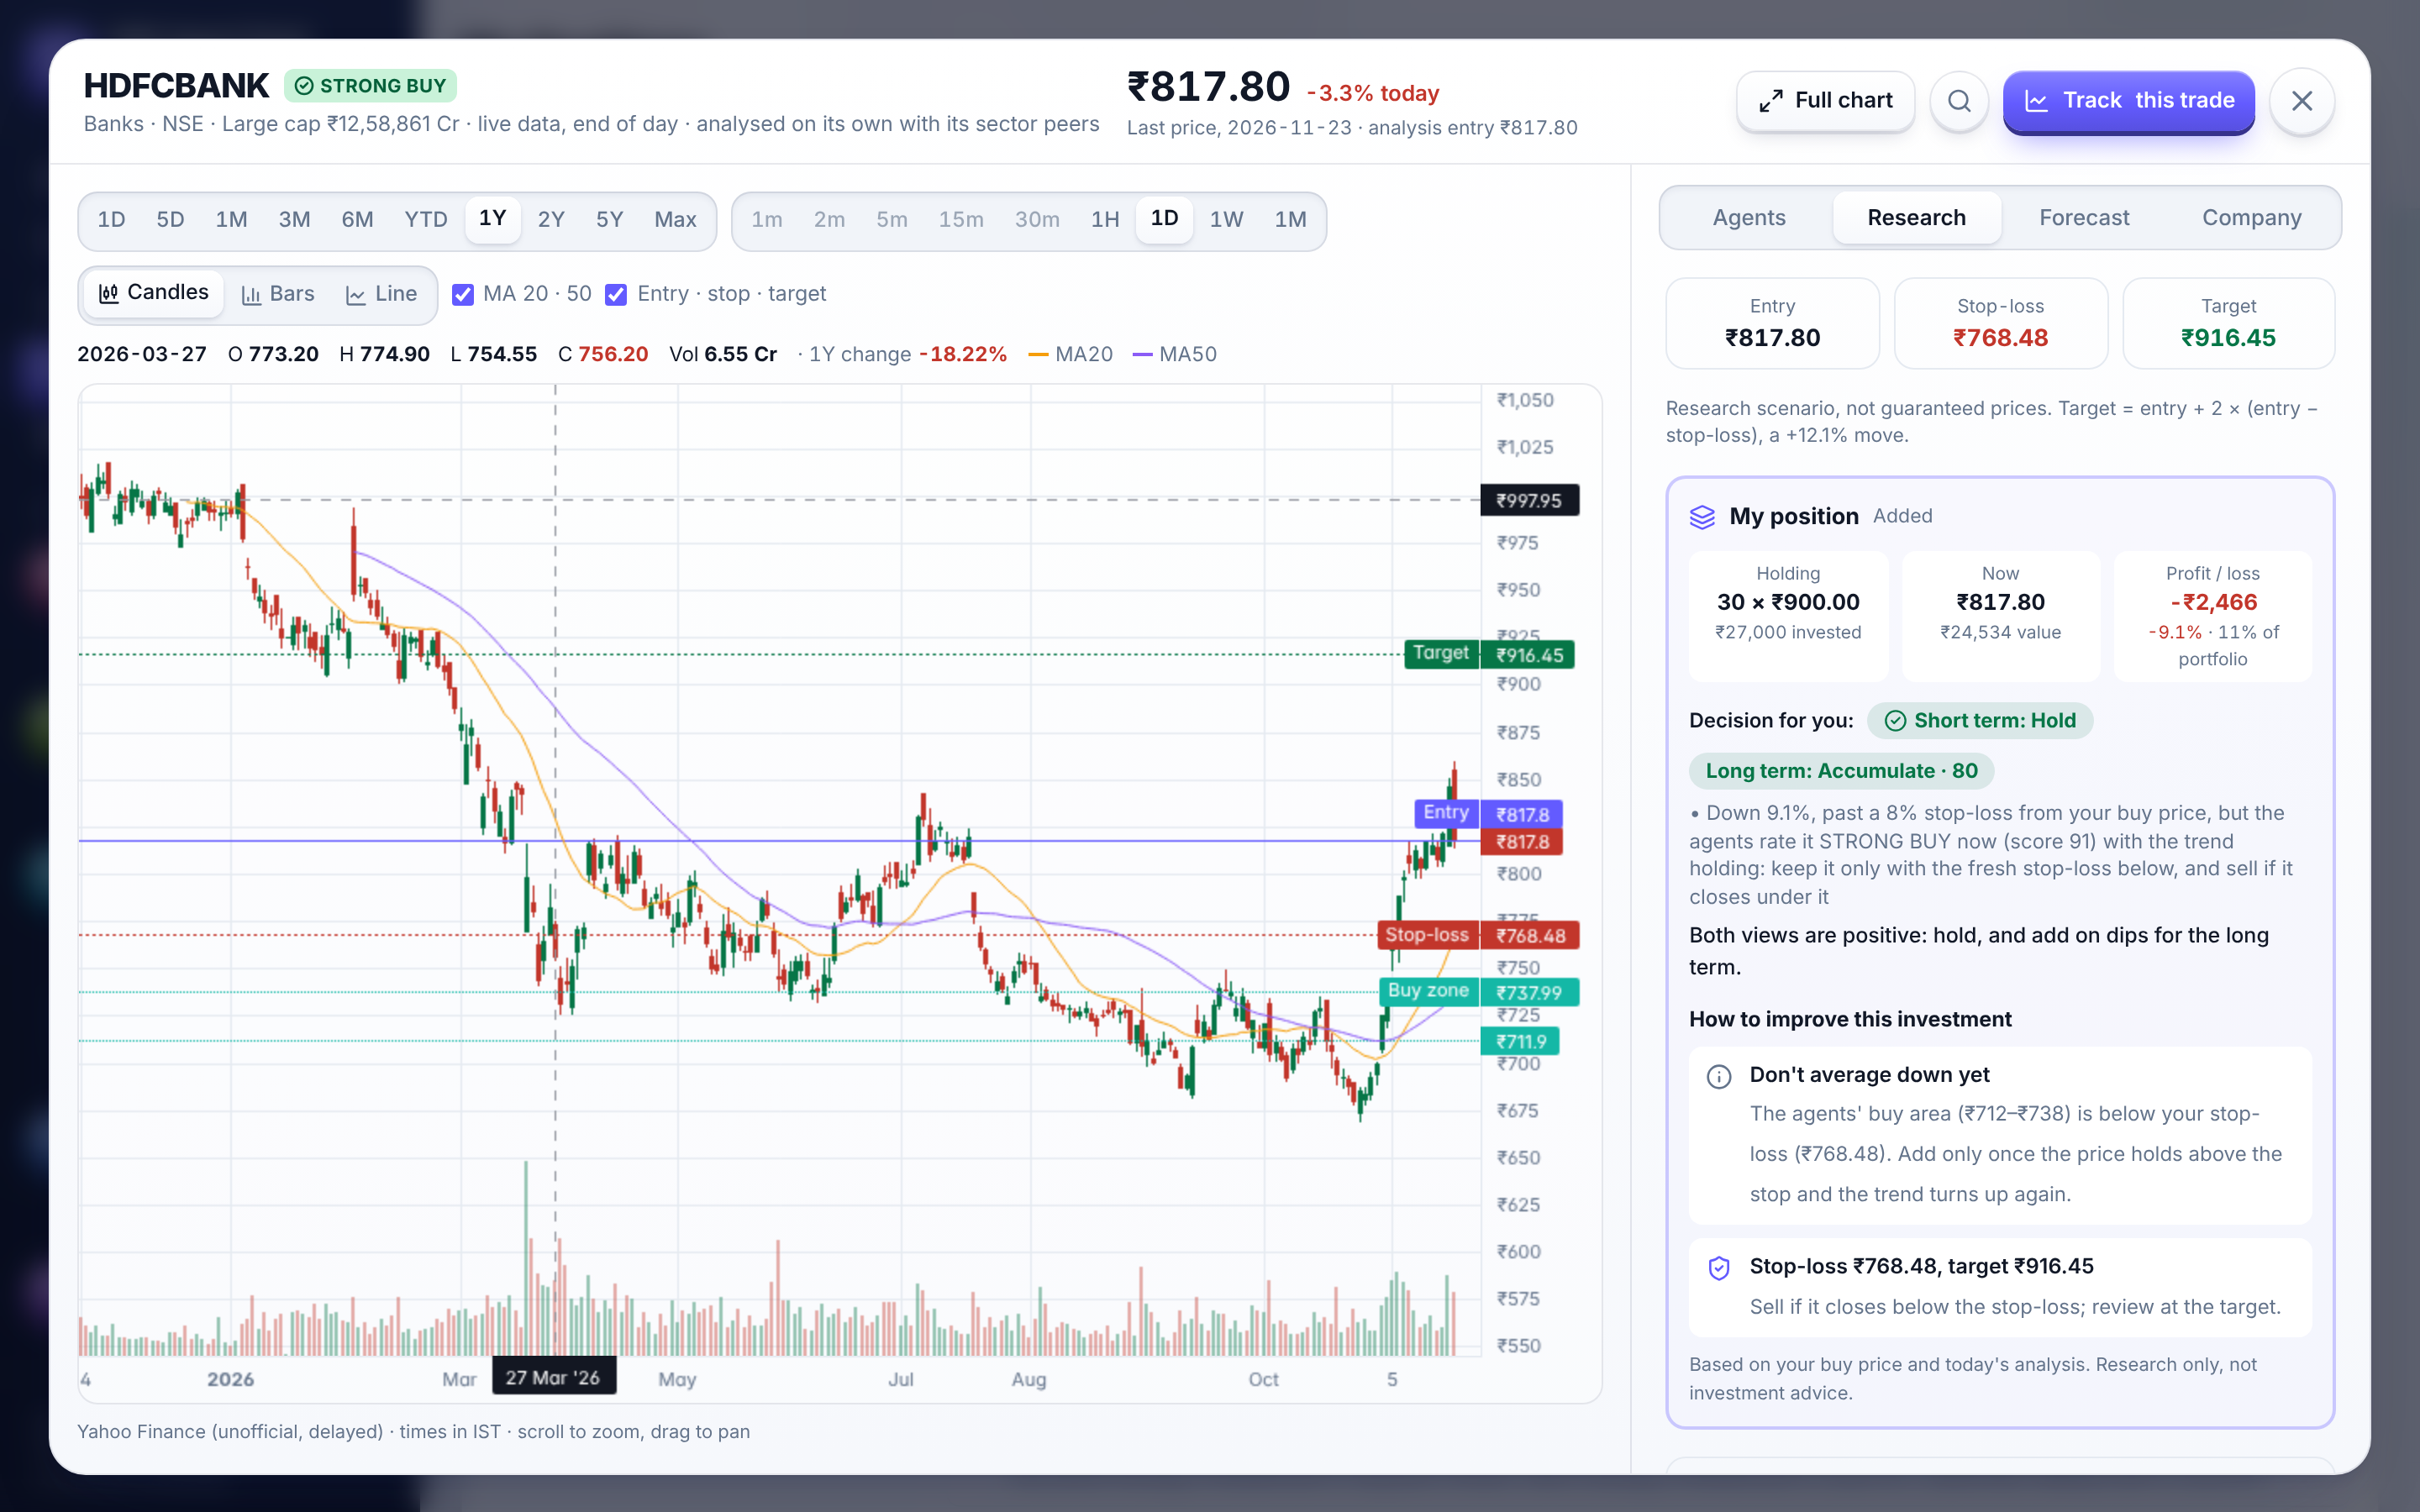 HDFCBANK STRONG BUY
Banks · NSE · Large cap ₹12,58,861 Cr · live data, end of day · analysed on its own with its sector peers
₹817.80 -3.3% today
Last price, 2026-11-23 · analysis entry ₹817.80
Full chart
Track this trade
1D 5D 1M 3M 6M YTD 1Y 2Y 5Y Max
1m 2m 5m 15m 30m 1H 1D 1W 1M
Candles Bars Line
MA 20 · 50 Entry · stop · target
2026-03-27 O 773.20 H 774.90 L 754.55 C 756.20 Vol 6.55 Cr · 1Y change -18.22% MA20 MA50
₹1,050
₹1,025
₹997.95
₹975
₹950
₹925
Target ₹916.45
₹900
₹875
₹850
Entry ₹817.8
₹817.8
₹800
₹775
Stop-loss ₹768.48
₹750
Buy zone ₹737.99
₹725
₹711.9
₹700
₹675
₹650
₹625
₹600
₹575
₹550
4 2026 Mar 27 Mar '26 May Jul Aug Oct 5
Yahoo Finance (unofficial, delayed) · times in IST · scroll to zoom, drag to pan
Agents Research Forecast Company
Entry
₹817.80
Stop-loss
₹768.48
Target
₹916.45
Research scenario, not guaranteed prices. Target = entry + 2 × (entry −
stop-loss), a +12.1% move.
My position Added
Holding
30 × ₹900.00
₹27,000 invested
Now
₹817.80
₹24,534 value
Profit / loss
-₹2,466
-9.1% · 11% of
portfolio
Decision for you: Short term: Hold
Long term: Accumulate · 80
• Down 9.1%, past a 8% stop-loss from your buy price, but the
agents rate it STRONG BUY now (score 91) with the trend
holding: keep it only with the fresh stop-loss below, and sell if it
closes under it
Both views are positive: hold, and add on dips for the long
term.
How to improve this investment
Don't average down yet
The agents' buy area (₹712–₹738) is below your stop-
loss (₹768.48). Add only once the price holds above the
stop and the trend turns up again.
Stop-loss ₹768.48, target ₹916.45
Sell if it closes below the stop-loss; review at the target.
Based on your buy price and today's analysis. Research only, not
investment advice.